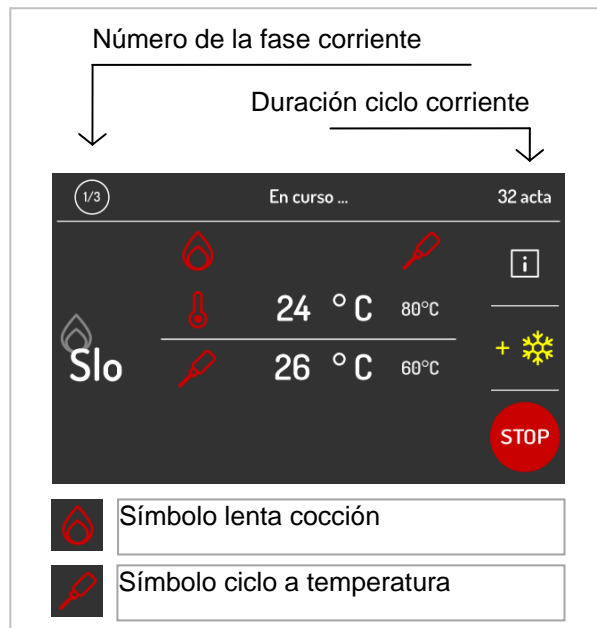 Número de la fase corriente
Duración ciclo corriente
1/3
En curso ...
32 acta
i
24 °C 80°C
Slo
26 °C 60°C
+
STOP
Símbolo lenta cocción
Símbolo ciclo a temperatura